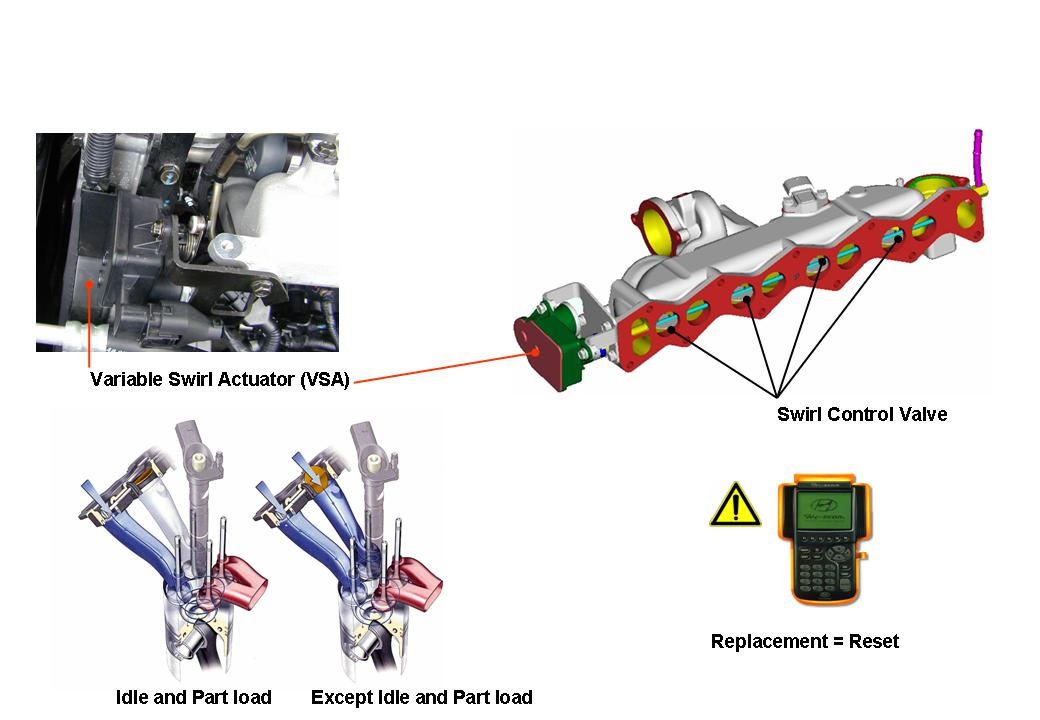 Variable Swirl Actuator (VSA)
Swirl Control Valve
Idle and Part load
Except Idle and Part load
Replacement = Reset